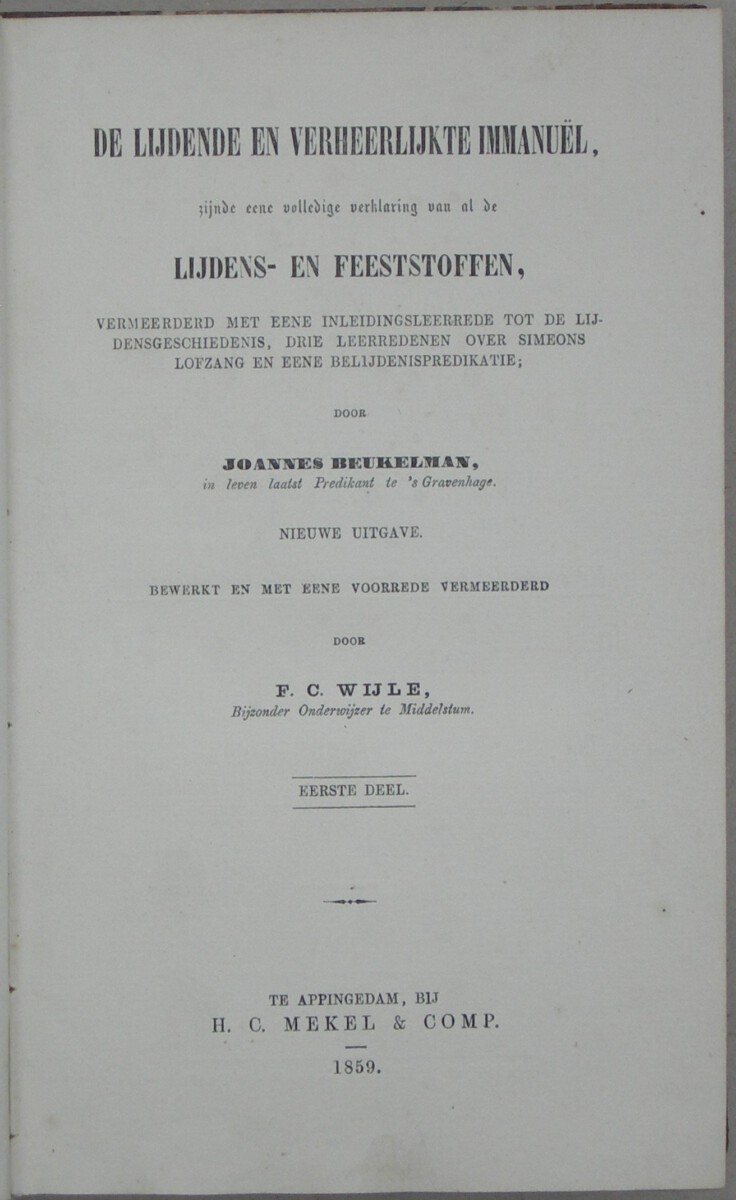 DE LIJDENDE EN VERHEERLIJKTE IMMANUËL,
zijnde eene volledige verklaring van al de
LIJDENS- EN FEESTSTOFFEN,
VERMEERDERD MET EENE INLEIDINGSLEERREDE TOT DE LIJ-
DENSGESCHIEDENIS, DRIE LEERREDENEN OVER SIMEONS
LOFZANG EN EENE BELIJDENISPREDIKATIE;
DOOR
JOANNES BEUKELMAN,
in leven laatst Predikant te 's Gravenhage.
NIEUWE UITGAVE.
BEWERKT EN MET EENE VOORREDE VERMEERDERD
DOOR
F. C. WIJLE,
Bijzonder Onderwijzer te Middelstum.
EERSTE DEEL.
TE APPINGEDAM, BIJ
H. C. MEKEL & COMP.
1859.